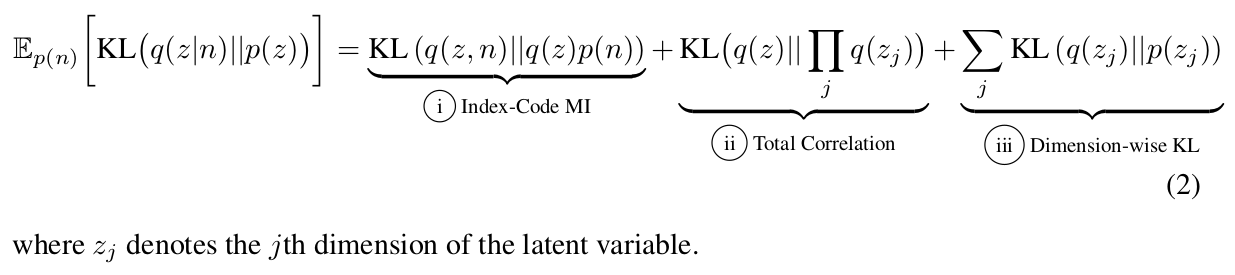 𝔼_{p(n)}[KL(q(z|n)||p(z))] = KL (q(z,n)||q(z)p(n)) + KL(q(z)||∏_j q(z_j)) + ∑_j KL (q(z_j)||p(z_j))
ⓘ Index-Code MI
ii Total Correlation
iii Dimension-wise KL
(2)
where z_j denotes the jth dimension of the latent variable.